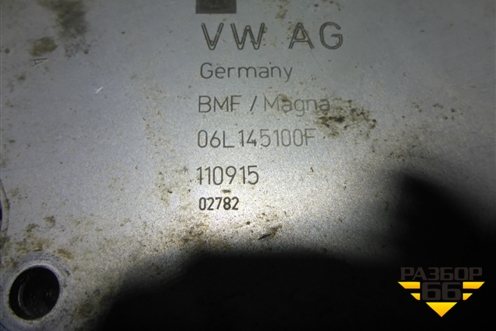 VW AG
Germany
BMF / Magna
06L145100F
110915
02782
РАЗБОР
66